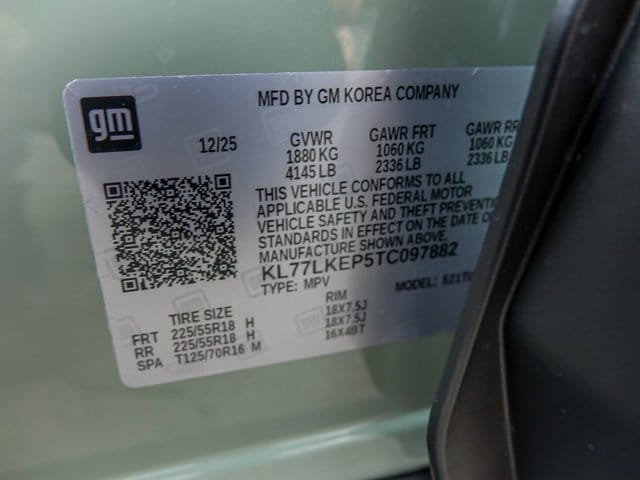 gm
MFD BY GM KOREA COMPANY
12/25
GVWR GAWR FRT GAWR RR
1880 KG 1060 KG 1060 KG
4145 LB 2336 LB 2336 LB
THIS VEHICLE CONFORMS TO ALL
APPLICABLE U.S. FEDERAL MOTOR
VEHICLE SAFETY AND THEFT PREVENTION
STANDARDS IN EFFECT ON THE DATE OF
MANUFACTURE SHOWN ABOVE.
KL77LKEP5TC097882
TYPE: MPV MODEL:
TIRE SIZE RIM
FRT 225/55R18 H 18X7.5J
RR 225/55R18 H 18X7.5J
SPA T125/70R16 M 16X4BT